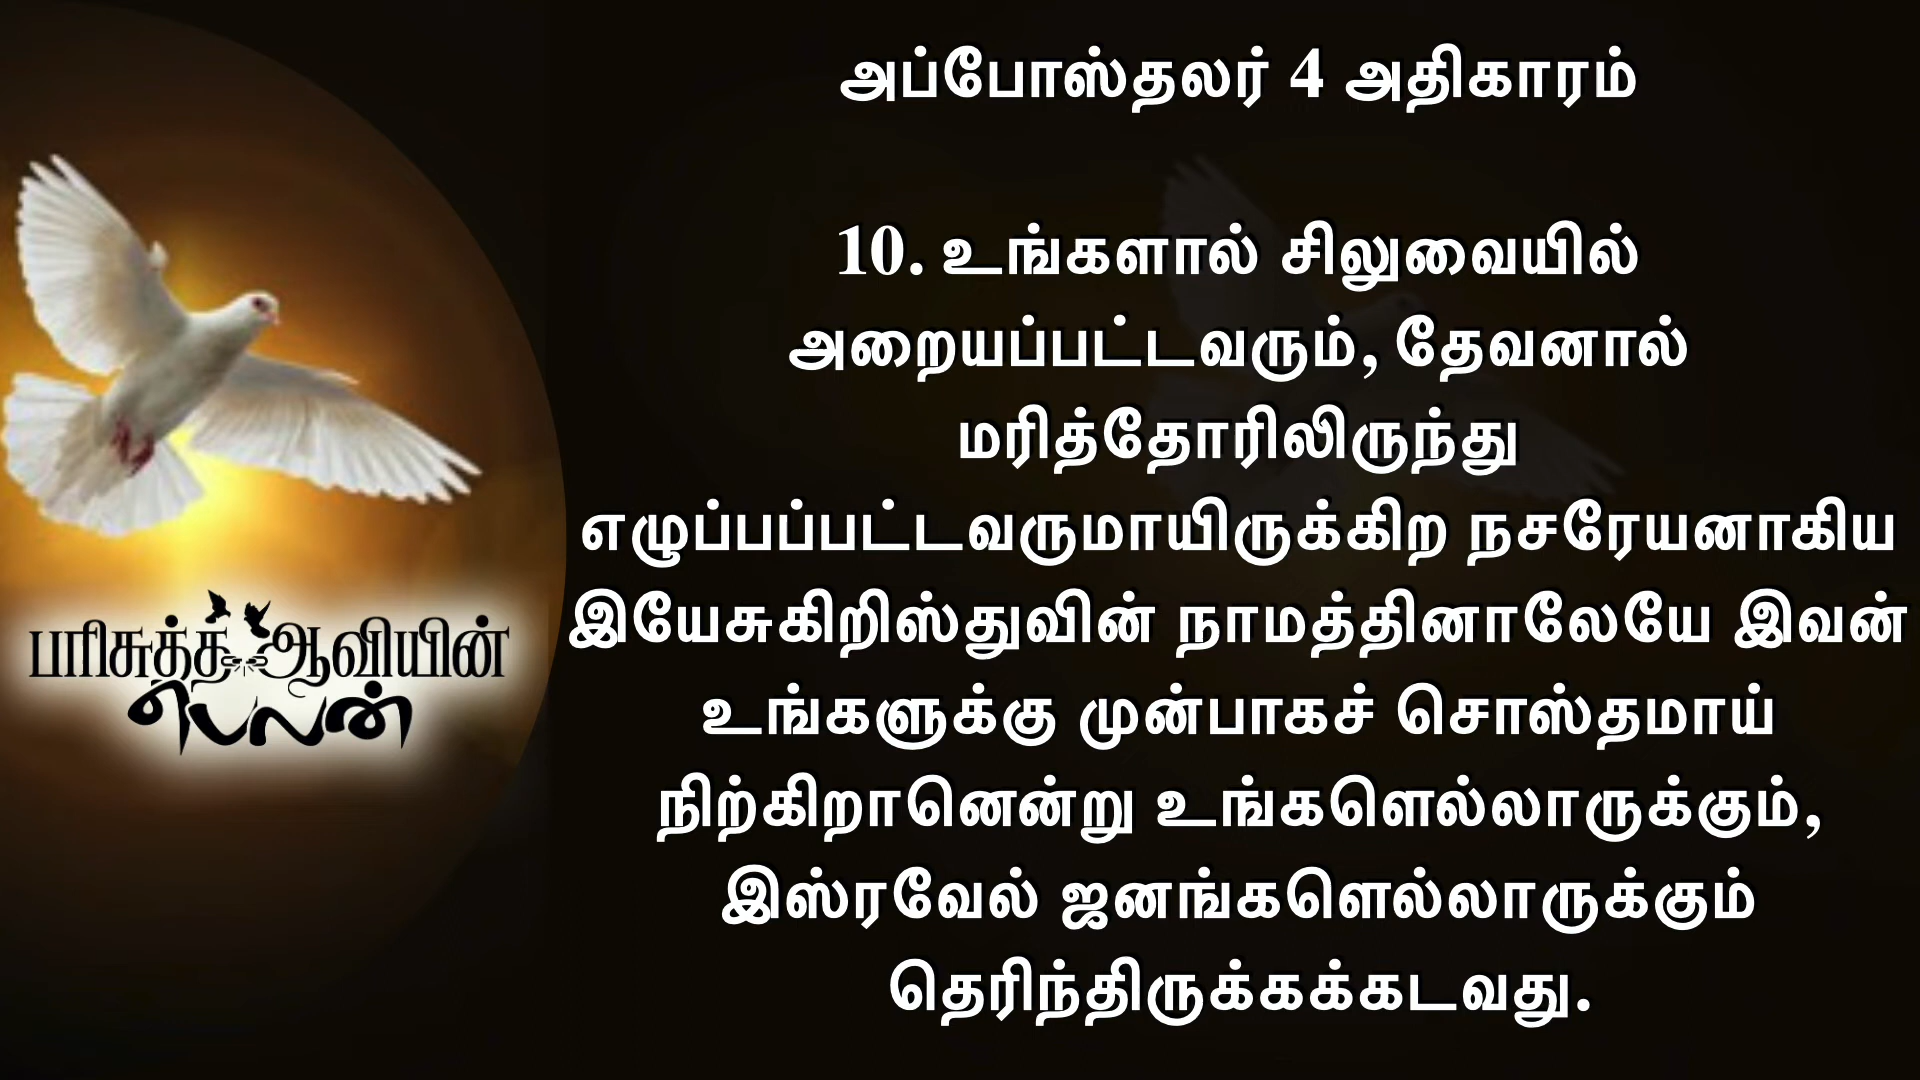 அப்போஸ்தலர் 4 அதிகாரம்
10. உங்களால் சிலுவையில்
அறையப்பட்டவரும், தேவனால்
மரித்தோரிலிருந்து
எழுப்பப்பட்டவருமாயிருக்கிற நசரேயனாகிய
இயேசுகிறிஸ்துவின் நாமத்தினாலேயே இவன்
உங்களுக்கு முன்பாகச் சொஸ்தமாய்
நிற்கிறானென்று உங்களெல்லாருக்கும்,
இஸ்ரவேல் ஜனங்களெல்லாருக்கும்
தெரிந்திருக்கக்கடவது.
பரிசுத்த ஆவியின்
பெலன்